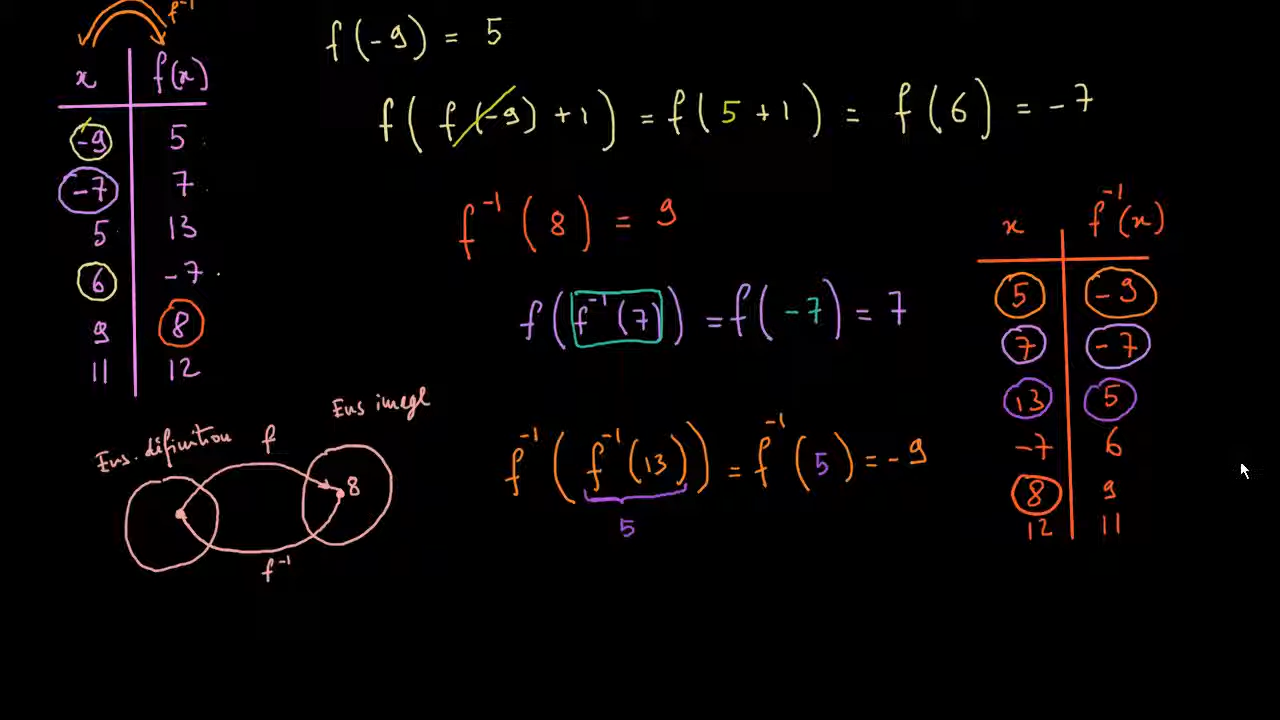 f⁻¹
x f(x)
-9 5
-7 7
5 13
6 -7
9 8
11 12
f(-9) = 5
f(f(-9)+1) = f(5+1) = f(6) = -7
f⁻¹(8) = 9
f(f⁻¹(7)) = f(-7) = 7
f⁻¹(f⁻¹(13)) = f⁻¹(5) = -9
5
Ens. définition f Ens image
8
f⁻¹
x f⁻¹(x)
5 -9
7 -7
13 5
-7 6
8 9
12 11